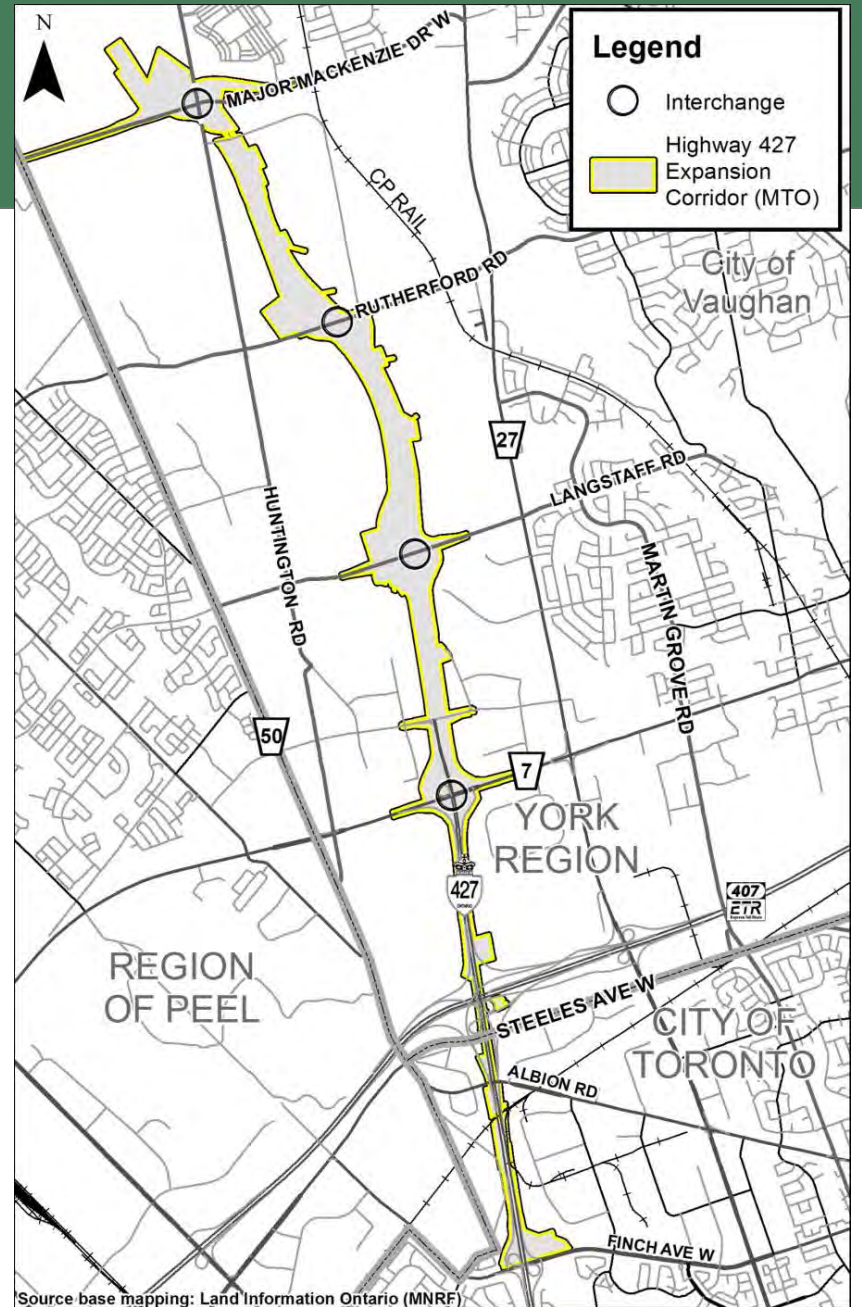 N
MAJOR MACKENZIE DR W
Legend
Interchange
Highway 427
Expansion
Corridor (MTO)
CP RAIL
RUTHERFORD RD
City of
Vaughan
27
LANGSTAFF RD
HUNTINGTON RD
MARTIN GROVE RD
50
7
YORK
REGION
427
ONTARIO
407
ETR
REGION
OF PEEL
STEELES AVE W
CITY OF
TORONTO
ALBION RD
FINCH AVE W
Source base mapping: Land Information Ontario (MNRF)